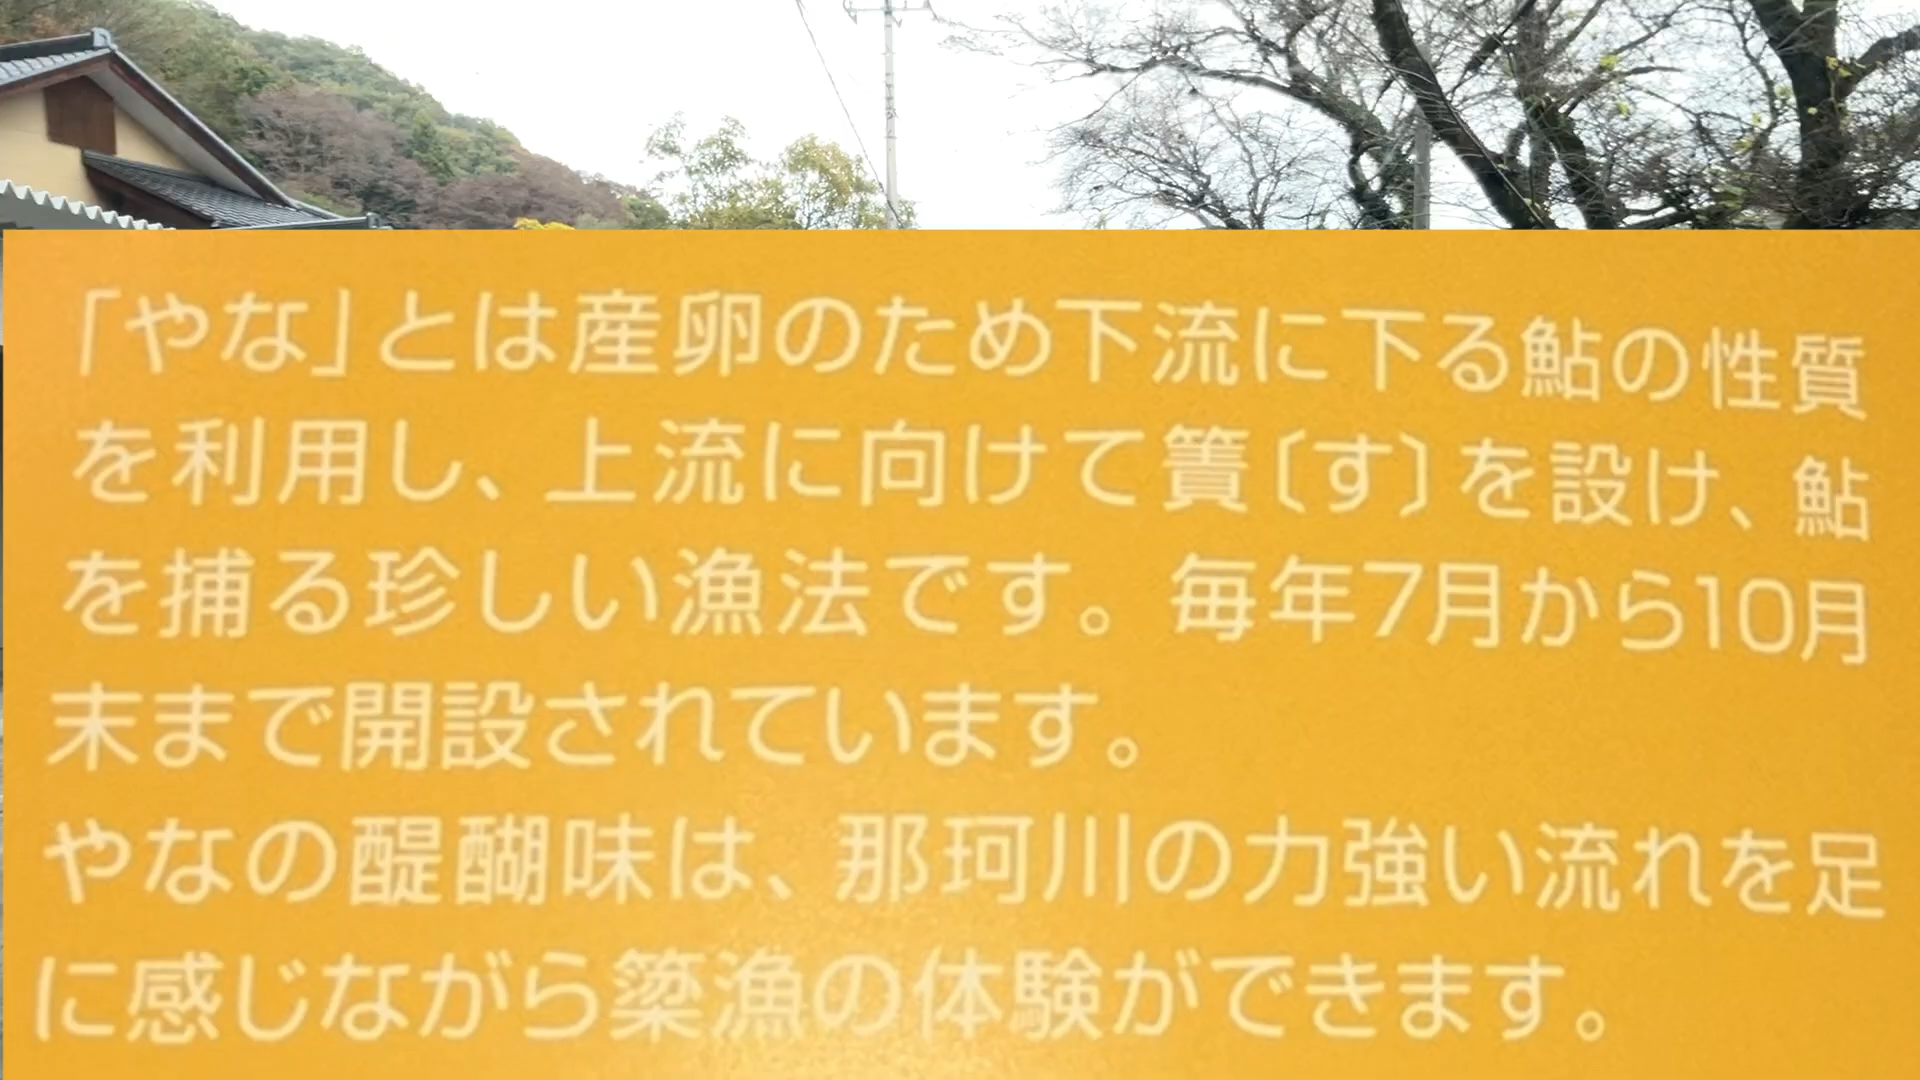 「やな」とは産卵のため下流に下る鮎の性質
を利用し、上流に向けて簀〔す〕を設け、鮎
を捕る珍しい漁法です。毎年7月から10月
末まで開設されています。
やなの醍醐味は、那珂川の力強い流れを足
に感じながら簗漁の体験ができます。